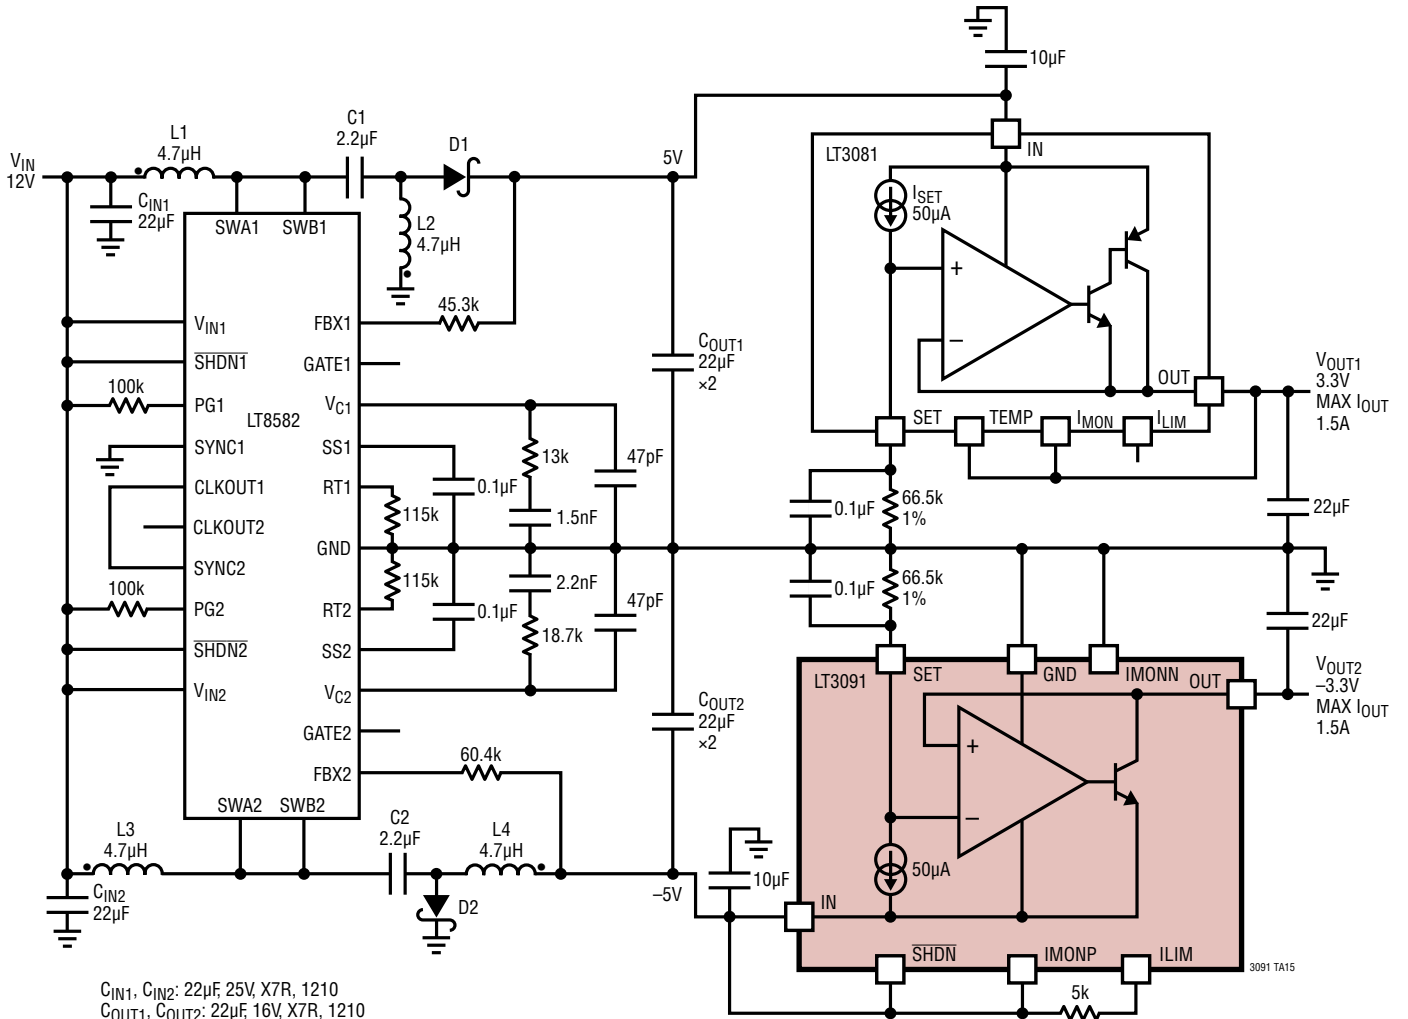 10µF
C1
2.2µF
L1
4.7µH
D1
VIN
12V
5V
LT3081
IN
CIN1
22µF
SWA1
SWB1
L2
4.7µH
ISET
50µA
+
–
45.3k
VIN1
FBX1
SHDN1
GATE1
COUT1
22µF
×2
100k
PG1
VC1
LT8582
OUT
VOUT1
3.3V
MAX IOUT
1.5A
SET
TEMP
IMON
ILIM
SYNC1
SS1
13k
47pF
CLKOUT1
RT1
0.1µF
115k
1.5nF
0.1µF
66.5k
1%
22µF
CLKOUT2
GND
SYNC2
115k
2.2nF
0.1µF
66.5k
1%
100k
PG2
RT2
0.1µF
47pF
18.7k
22µF
SHDN2
SS2
VIN2
VC2
LT3091
SET
GND
IMONN
OUT
VOUT2
–3.3V
MAX IOUT
1.5A
COUT2
22µF
×2
GATE2
+
–
60.4k
FBX2
SWA2
SWB2
L3
4.7µH
C2
2.2µF
L4
4.7µH
–5V
10µF
50µA
CIN2
22µF
D2
IN
SHDN
IMONP
ILIM
3091 TA15
5k
CIN1, CIN2: 22µF, 25V, X7R, 1210
COUT1, COUT2: 22µF, 16V, X7R, 1210